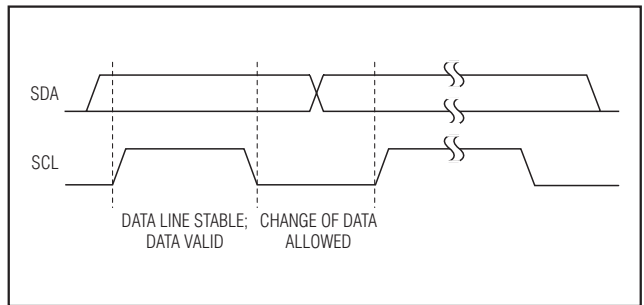 SDA
SCL
DATA LINE STABLE;
DATA VALID
CHANGE OF DATA
ALLOWED